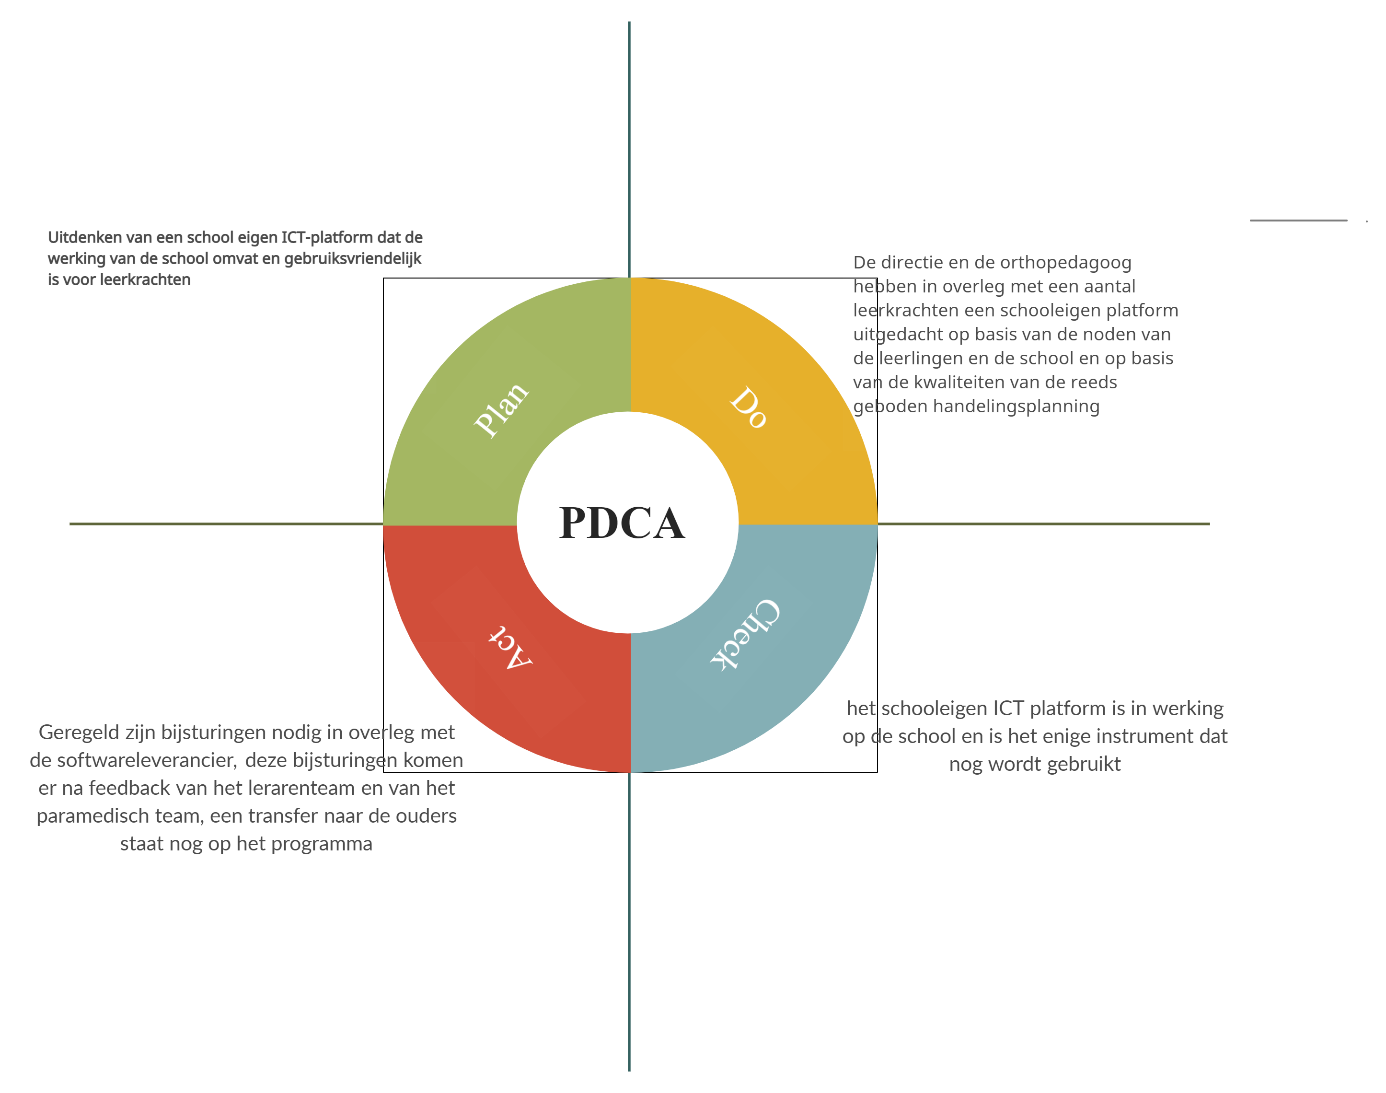 Uitdenken van een school eigen ICT-platform dat de
werking van de school omvat en gebruiksvriendelijk
is voor leerkrachten
De directie en de orthopedagoog
hebben in overleg met een aantal
leerkrachten een schooleigen platform
uitgedacht op basis van de noden van
de leerlingen en de school en op basis
van de kwaliteiten van de reeds
geboden handelingsplanning
Plan
Do
PDCA
Act
Check
Geregeld zijn bijsturingen nodig in overleg met
de softwareleverancier, deze bijsturingen komen
er na feedback van het lerarenteam en van het
paramedisch team, een transfer naar de ouders
staat nog op het programma
het schooleigen ICT platform is in werking
op de school en is het enige instrument dat
nog wordt gebruikt